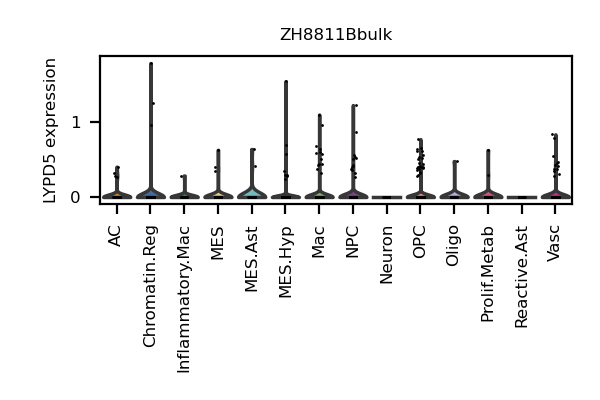 ZH8811Bbulk
LYPD5 expression
1
0
AC
Chromatin.Reg
Inflammatory.Mac
MES
MES.Ast
MES.Hyp
Mac
NPC
Neuron
OPC
Oligo
Prolif.Metab
Reactive.Ast
Vasc